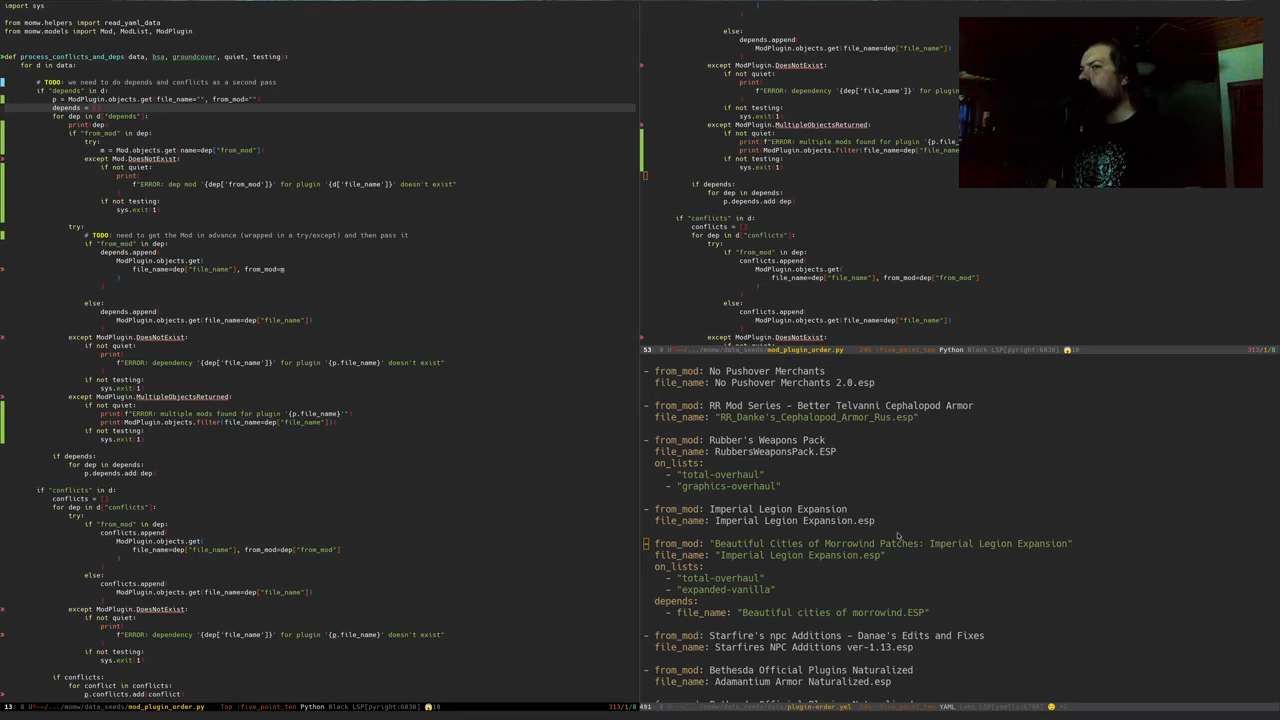 import sys
from momw.helpers import read_yaml_data
from momw.models import Mod, ModList, ModPlugin
def process_conflicts_and_deps(data, bsa, groundcover, quiet, testing):
for d in data:
# TODO: we need to do depends and conflicts as a second pass
if "depends" in d:
p = ModPlugin.objects.get(file_name="", from_mod="")
depends = []
for dep in d["depends"]:
print(dep)
if "from_mod" in dep:
try:
m = Mod.objects.get(name=dep["from_mod"])
except Mod.DoesNotExist:
if not quiet:
print(
f"ERROR: dep mod '{dep['from_mod']}' for plugin '{d['file_name']}' doesn't exist"
)
if not testing:
sys.exit(1)
try:
# TODO: need to get the Mod in advance (wrapped in a try/except) and then pass it
if "from_mod" in dep:
depends.append(
ModPlugin.objects.get(
file_name=dep["file_name"], from_mod=m
)
)
else:
depends.append(
ModPlugin.objects.get(file_name=dep["file_name"])
)
except ModPlugin.DoesNotExist:
if not quiet:
print(
f"ERROR: dependency '{dep['file_name']}' for plugin '{p.file_name}' doesn't exist"
)
if not testing:
sys.exit(1)
except ModPlugin.MultipleObjectsReturned:
if not quiet:
print(f"ERROR: multiple mods found for plugin '{p.file_name}'")
print(ModPlugin.objects.filter(file_name=dep["file_name"]))
if not testing:
sys.exit(1)
if depends:
for dep in depends:
p.depends.add(dep)
if "conflicts" in d:
conflicts = []
for dep in d["conflicts"]:
try:
if "from_mod" in dep:
conflicts.append(
ModPlugin.objects.get(
file_name=dep["file_name"], from_mod=dep["from_mod"]
)
)
else:
conflicts.append(
ModPlugin.objects.get(file_name=dep["file_name"])
)
except ModPlugin.DoesNotExist:
if not quiet:
print(
f"ERROR: dependency '{dep['file_name']}' for plugin '{p.file_name}' doesn't exist"
)
if not testing:
sys.exit(1)
if conflicts:
for conflict in conflicts:
p.conflicts.add(conflict)
mod_plugin_order.py Top :five_point_ten Python Black LSP[pyright:6838] 313/1/8
)
else:
depends.append(
ModPlugin.objects.get(file_name=dep["file_name"])
)
except ModPlugin.DoesNotExist:
if not quiet:
print(
f"ERROR: dependency '{dep['file_name']}' for plugin
)
if not testing:
sys.exit(1)
except ModPlugin.MultipleObjectsReturned:
if not quiet:
print(f"ERROR: multiple mods found for plugin '{p.file_
print(ModPlugin.objects.filter(file_name=dep["file_name"]
if not testing:
sys.exit(1)
if depends:
for dep in depends:
p.depends.add(dep)
if "conflicts" in d:
conflicts = []
for dep in d["conflicts"]:
try:
if "from_mod" in dep:
conflicts.append(
ModPlugin.objects.get(
file_name=dep["file_name"], from_mod=dep["from_mod"]
)
)
else:
conflicts.append(
ModPlugin.objects.get(file_name=dep["file_name"])
)
except ModPlugin.DoesNotExist:
if not quiet:
mod_plugin_order.py 20% :five_point_ten Python Black LSP[pyright:6838] 313/1/8
- from_mod: No Pushover Merchants
file_name: No Pushover Merchants 2.0.esp
- from_mod: RR Mod Series - Better Telvanni Cephalopod Armor
file_name: "RR_Danke's_Cephalopod_Armor_Rus.esp"
- from_mod: Rubber's Weapons Pack
file_name: RubbersWeaponsPack.ESP
on_lists:
- "total-overhaul"
- "graphics-overhaul"
- from_mod: Imperial Legion Expansion
file_name: Imperial Legion Expansion.esp
- from_mod: "Beautiful Cities of Morrowind Patches: Imperial Legion Expansion"
file_name: "Imperial Legion Expansion.esp"
on_lists:
- "total-overhaul"
- "expanded-vanilla"
depends:
- file_name: "Beautiful cities of morrowind.ESP"
- from_mod: Starfire's npc Additions - Danae's Edits and Fixes
file_name: Starfires NPC Additions ver-1.13.esp
- from_mod: Bethesda Official Plugins Naturalized
file_name: Adamantium Armor Naturalized.esp
plugin-order.yml :five_point_ten YAML